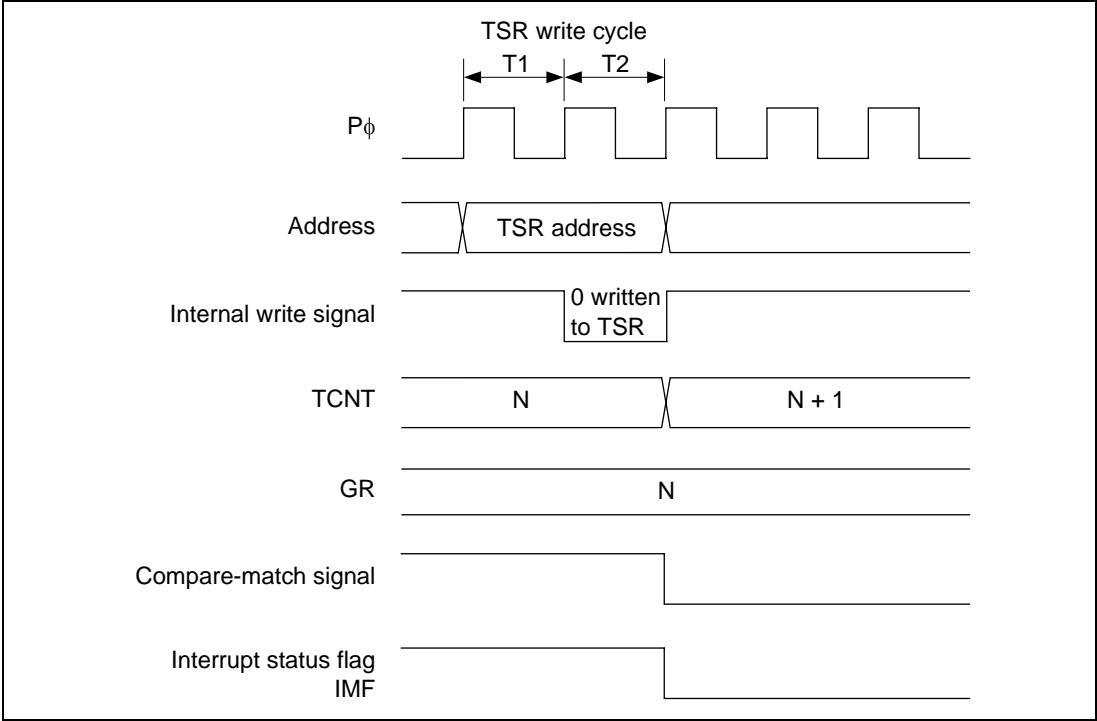 TSR write cycle
T1 T2
Pϕ
Address TSR address
Internal write signal 0 written
to TSR
TCNT N N + 1
GR N
Compare-match signal
Interrupt status flag
IMF